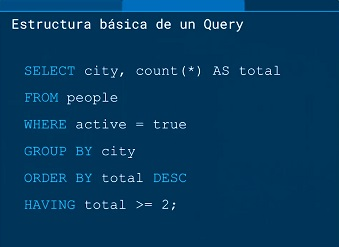 Estructura básica de un Query
SELECT city, count(*) AS total
FROM people
WHERE active = true
GROUP BY city
ORDER BY total DESC
HAVING total >= 2;